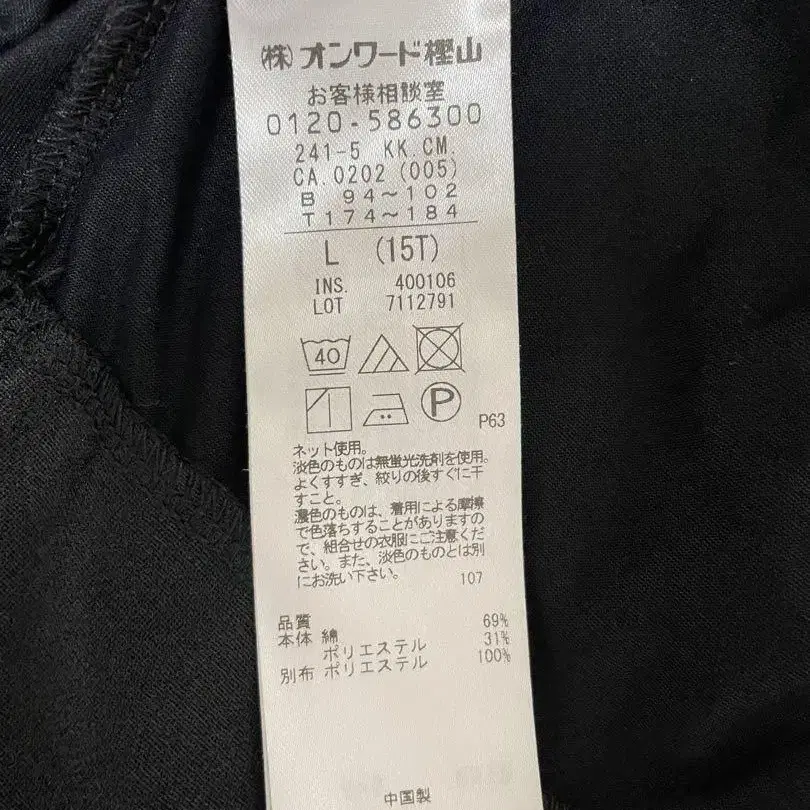 (株)オンワード樫山
お客様相談室
0120-586300
241-5 KK.CM.
CA.0202 (005)
B 94～102
T 174～184
L (15T)
INS. 400106
LOT 7112791
40
P
P63
ネット使用。
淡色のものは無蛍光洗剤を使用。
よくすすぎ、絞りの後すぐに干
すこと。
濃色のものは、着用による摩擦
で色落ちすることがありますの
で、組合せの衣服にご注意くだ
さい。また、淡色のものとは別
にお洗い下さい。 107
品質
本体 綿 69%
ポリエステル 31%
別布 ポリエステル 100%
中国製